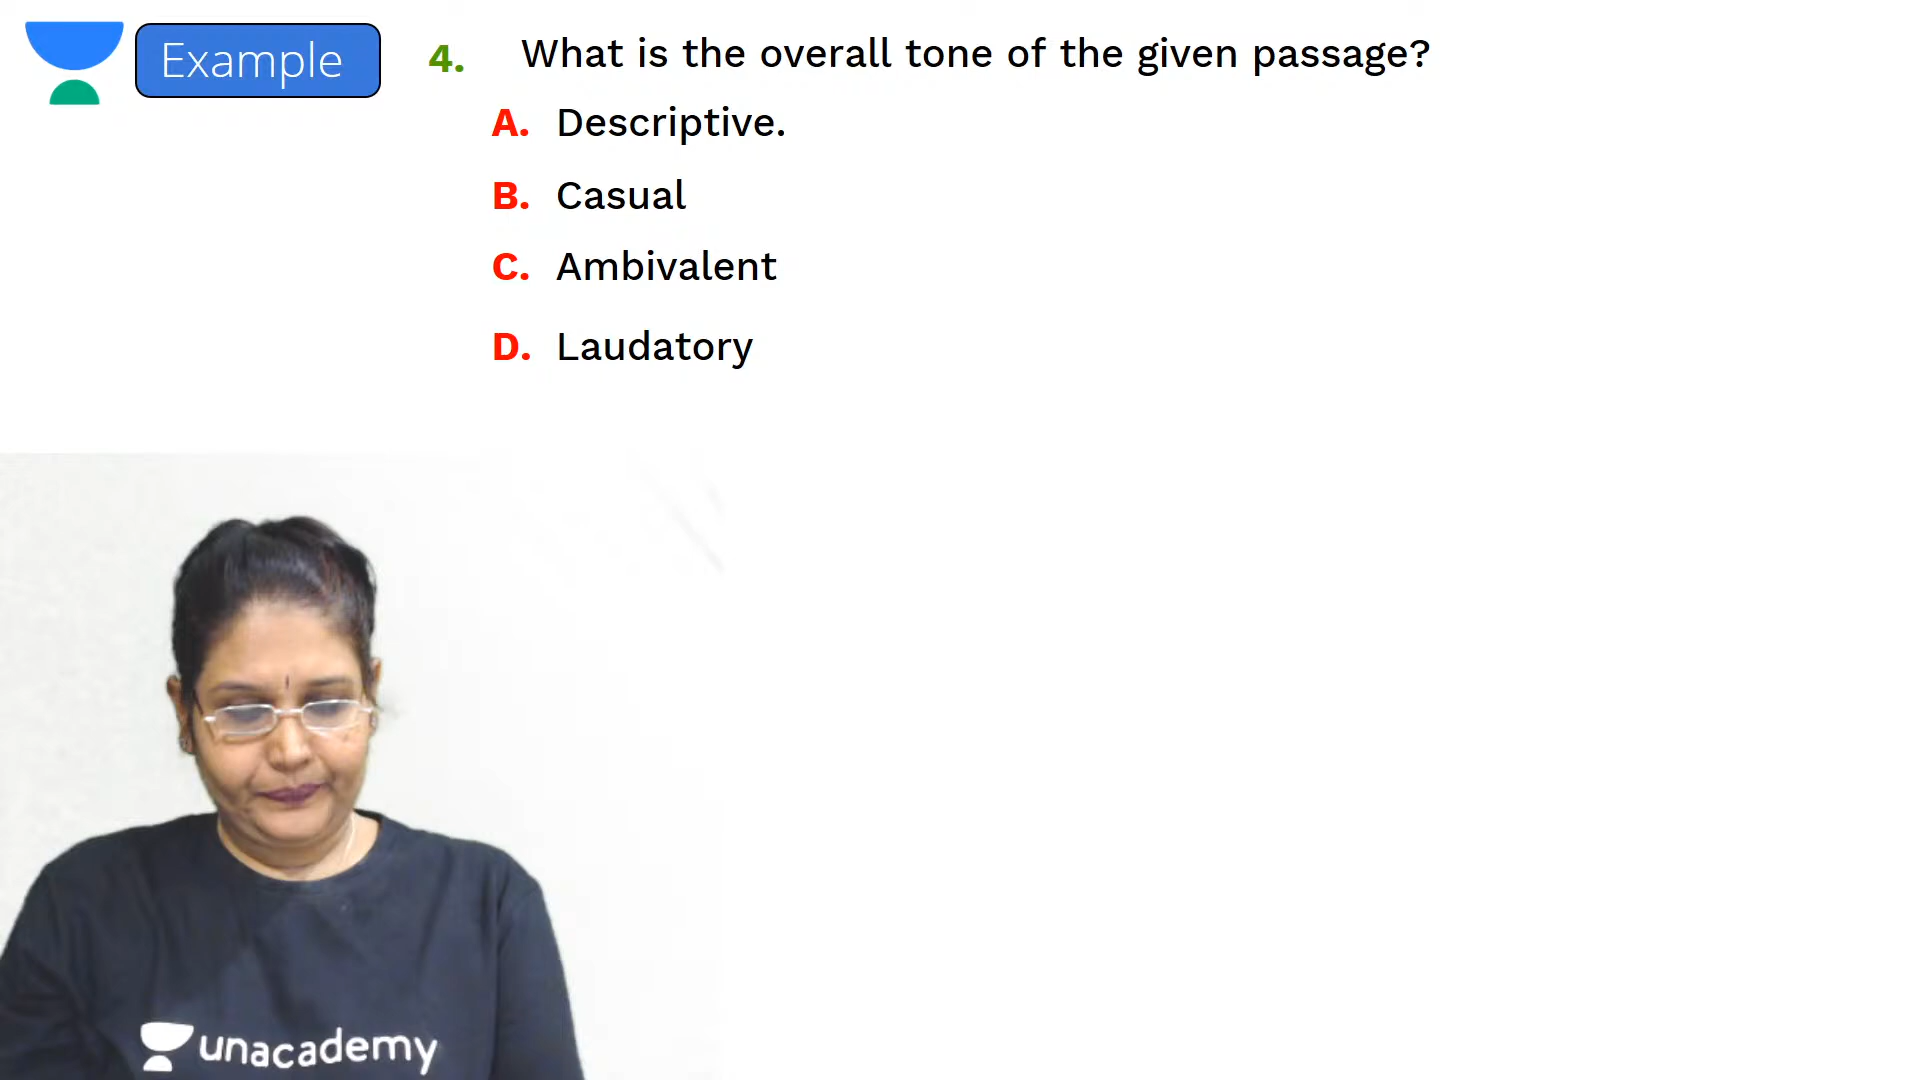 Example
4. What is the overall tone of the given passage?
A. Descriptive.
B. Casual
C. Ambivalent
D. Laudatory
unacademy